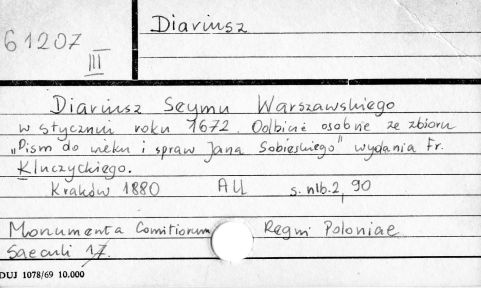 Diariusz
61207
III
Diariusz Seymu Warszawskiego
w styczniu roku 1672. Odbicie osobne ze zbioru
„Pism do wieku i spraw Jana Sobieskiego" wydania Fr.
Kluczyckiego.
Kraków 1880 AU s. nlb. 2, 90
Monumenta Comitiorum Regni Poloniae
Saeculi 17.
DUJ 1078/69 10.000